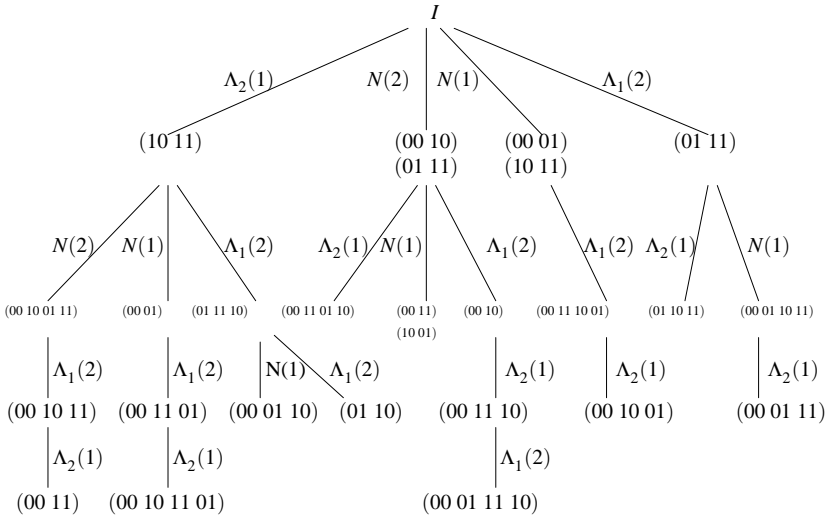 I
Λ₂(1) N(2) N(1) Λ₁(2)
(10 11) (00 10) (00 01) (01 11)
(01 11) (10 11)
N(2) N(1) Λ₁(2) Λ₂(1) N(1) Λ₁(2) Λ₁(2) Λ₂(1) N(1)
(00 10 01 11) (00 01) (01 11 10) (00 11 01 10) (00 11) (00 10) (00 11 10 01) (01 10 11) (00 01 10 11)
(10 01)
Λ₁(2) Λ₁(2) N(1) Λ₁(2) Λ₂(1) Λ₂(1) Λ₂(1)
(00 10 11) (00 11 01) (00 01 10) (01 10) (00 11 10) (00 10 01) (00 01 11)
Λ₂(1) Λ₂(1) Λ₁(2)
(00 11) (00 10 11 01) (00 01 11 10)